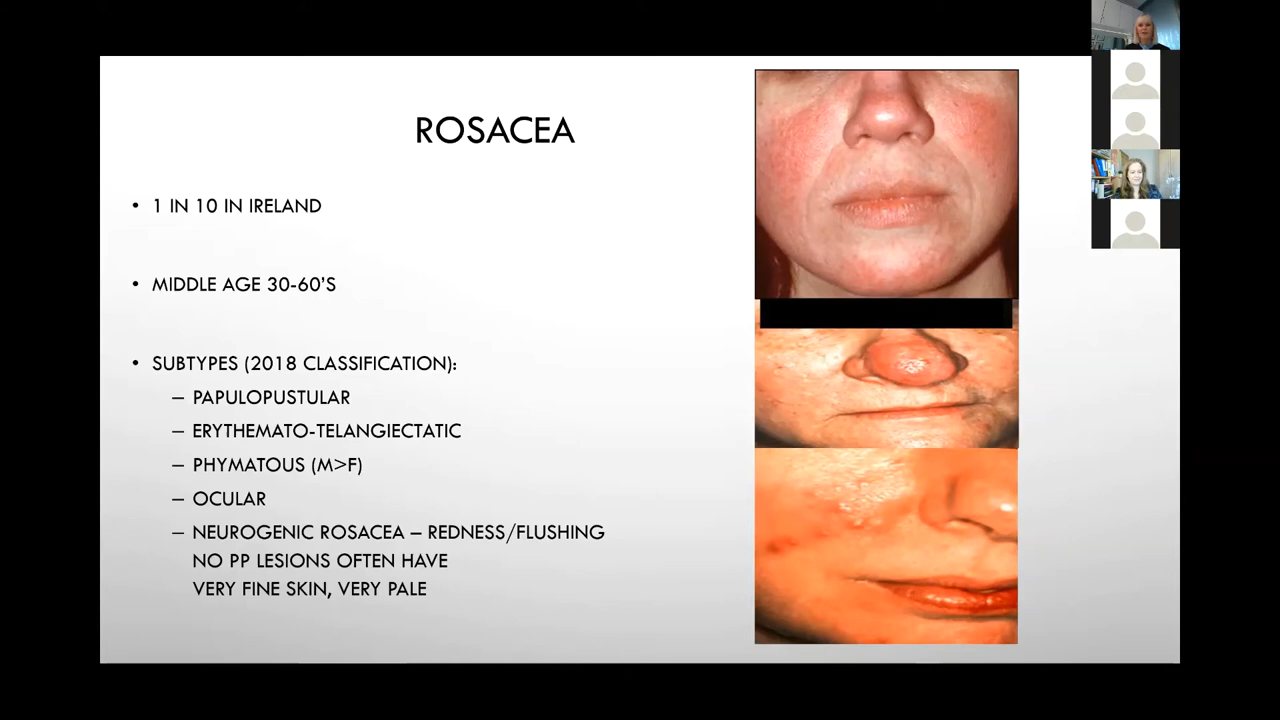 ROSACEA
• 1 IN 10 IN IRELAND
• MIDDLE AGE 30-60'S
• SUBTYPES (2018 CLASSIFICATION):
– PAPULOPUSTULAR
– ERYTHEMATO-TELANGIECTATIC
– PHYMATOUS (M>F)
– OCULAR
– NEUROGENIC ROSACEA – REDNESS/FLUSHING
NO PP LESIONS OFTEN HAVE
VERY FINE SKIN, VERY PALE